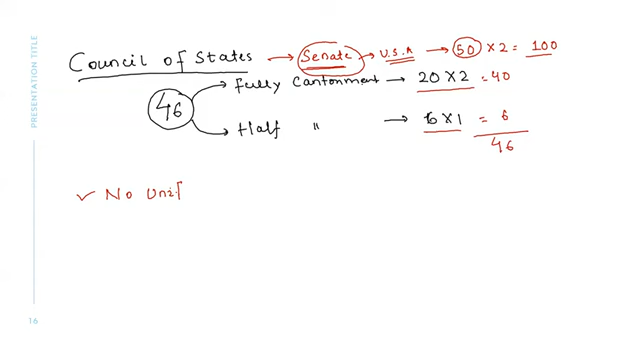 Council of States → Senate → U.S.A → 50 x 2 = 100
46
Fully Cantonment → 20 x 2 = 40
Half " → 6 x 1 = 6
46
✓ No Unif
PRESENTATION TITLE
16